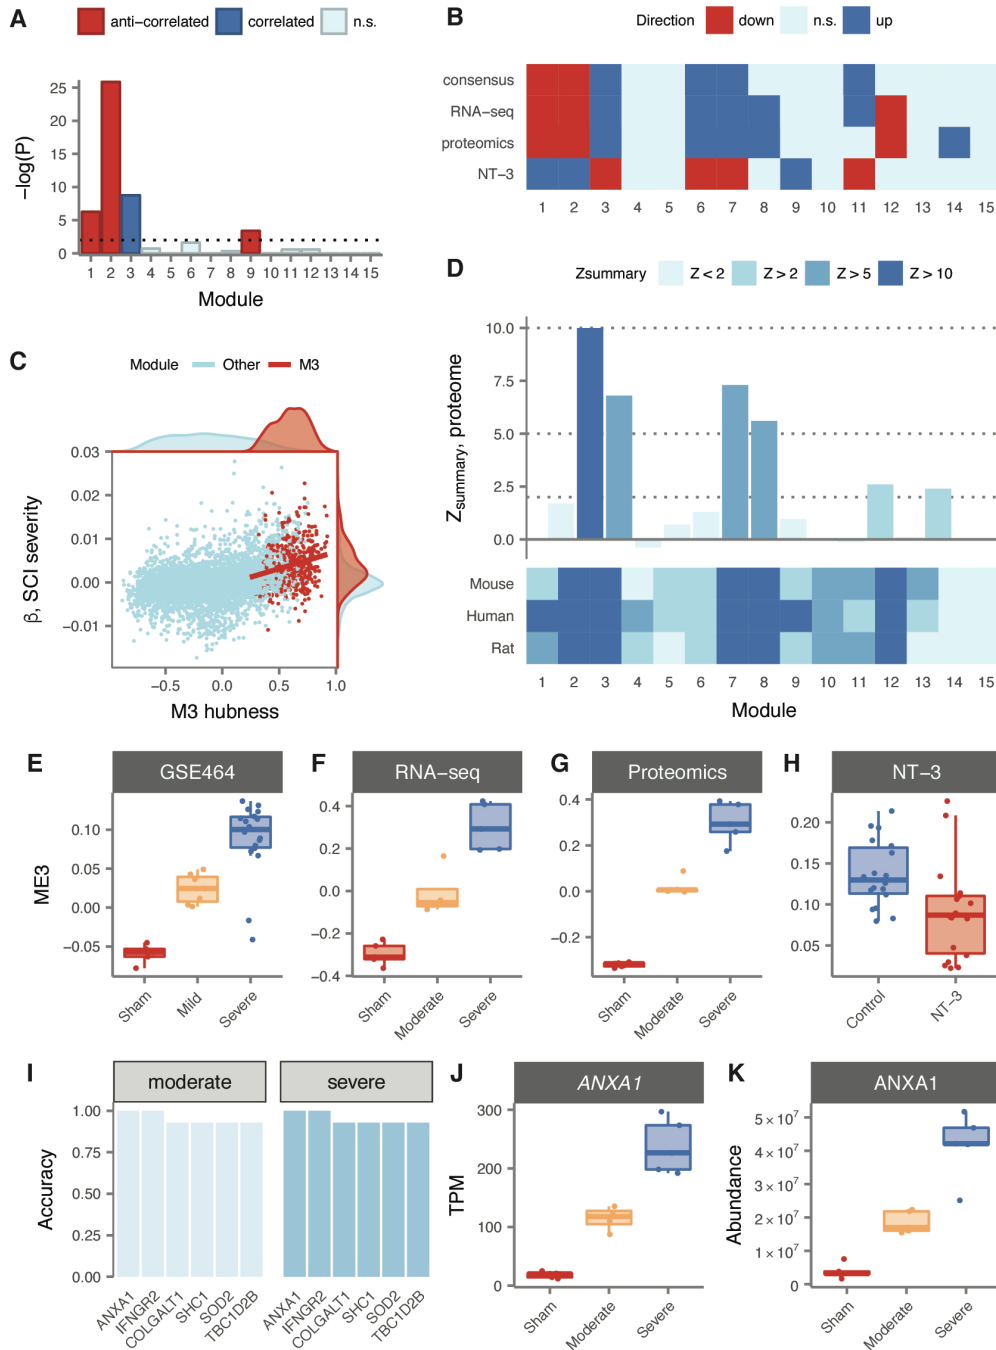 A
anti−correlated correlated n.s.
−log(P)
25
20
15
10
5
0
1 2 3 4 5 6 7 8 9 10 11 12 13 14 15
Module
B
Direction down n.s. up
consensus
RNA−seq
proteomics
NT−3
1 2 3 4 5 6 7 8 9 10 11 12 13 14 15
C
Module Other M3
β, SCI severity
0.03
0.02
0.01
0.00
−0.01
−0.5 0.0 0.5 1.0
M3 hubness
D
Zsummary Z < 2 Z > 2 Z > 5 Z > 10
Zsummary, proteome
10.0
7.5
5.0
2.5
0.0
Mouse
Human
Rat
1 2 3 4 5 6 7 8 9 10 11 12 13 14 15
Module
E
GSE464
ME3
0.10
0.05
0.00
−0.05
Sham Mild Severe
F
RNA−seq
0.4
0.2
0.0
−0.2
−0.4
Sham Moderate Severe
G
Proteomics
0.4
0.2
0.0
−0.2
Sham Moderate Severe
H
NT−3
0.20
0.15
0.10
0.05
Control NT−3
I
moderate severe
Accuracy
1.00
0.75
0.50
0.25
0.00
ANXA1 IFNGR2 COLGALT1 SHC1 SOD2 TBC1D2B ANXA1 IFNGR2 COLGALT1 SHC1 SOD2 TBC1D2B
J
ANXA1
TPM
300
200
100
0
Sham Moderate Severe
K
ANXA1
Abundance
5 × 10⁷
4 × 10⁷
3 × 10⁷
2 × 10⁷
1 × 10⁷
0
Sham Moderate Severe